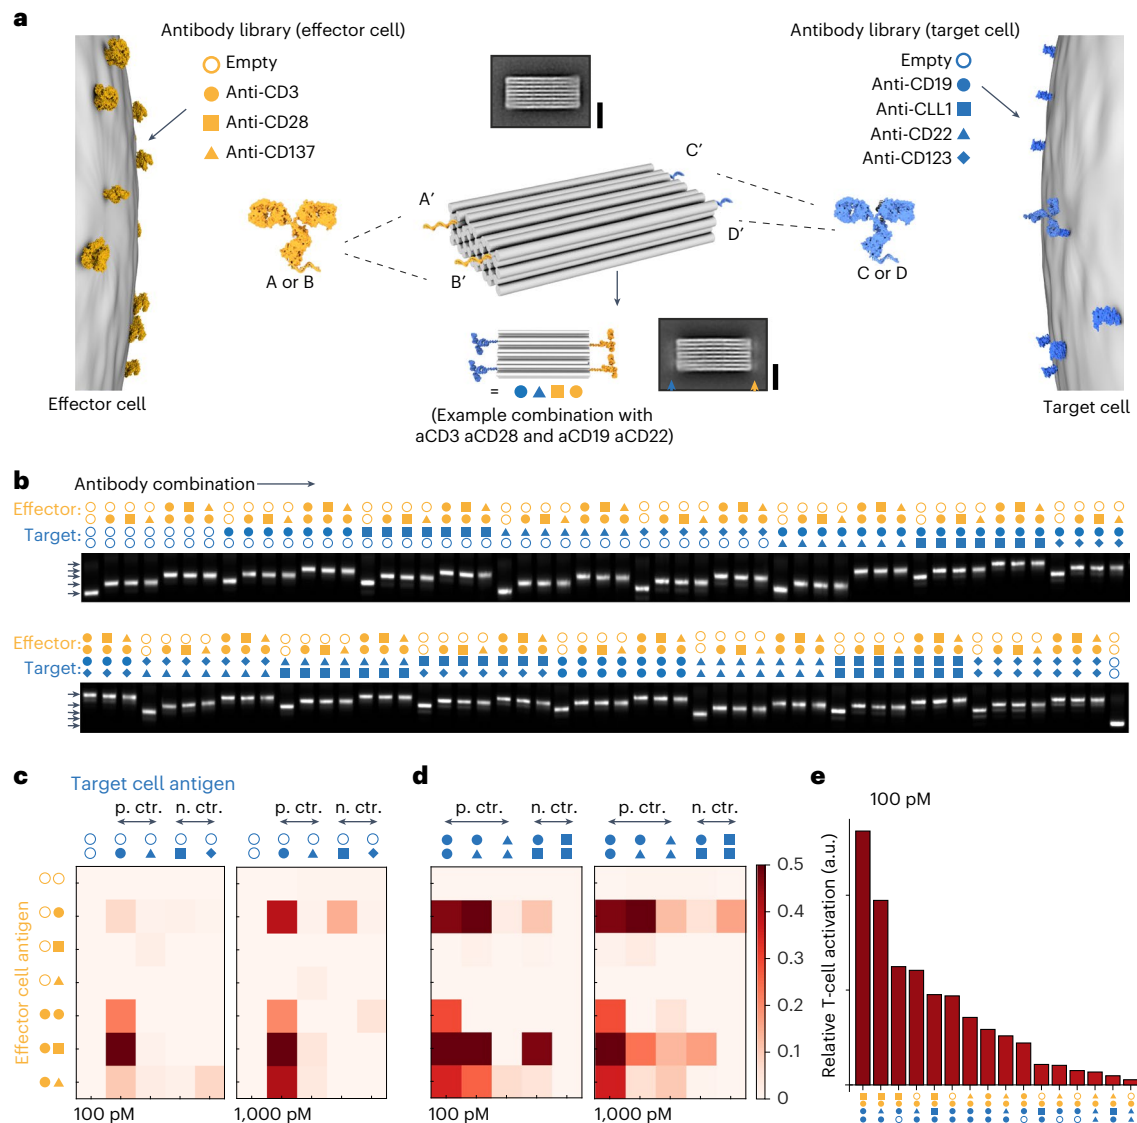 a
Antibody library (effector cell)
Empty
Anti-CD3
Anti-CD28
Anti-CD137
Antibody library (target cell)
Empty
Anti-CD19
Anti-CLL1
Anti-CD22
Anti-CD123
A′
B′
C′
D′
A or B
C or D
Effector cell
Target cell
=
(Example combination with
aCD3 aCD28 and aCD19 aCD22)
b
Antibody combination
Effector:
Target:
Effector:
Target:
c
Target cell antigen
p. ctr.
n. ctr.
p. ctr.
n. ctr.
Effector cell antigen
100 pM
1,000 pM
d
p. ctr.
n. ctr.
p. ctr.
n. ctr.
100 pM
1,000 pM
0.5
0.4
0.3
0.2
0.1
0
e
100 pM
Relative T-cell activation (a.u.)